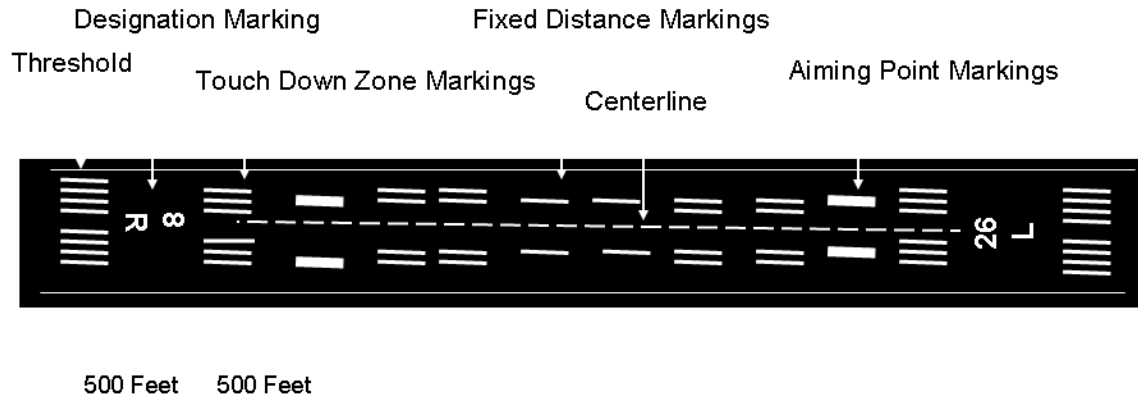 Designation Marking
Fixed Distance Markings
Threshold
Touch Down Zone Markings
Aiming Point Markings
Centerline
8
R
26
L
500 Feet 500 Feet